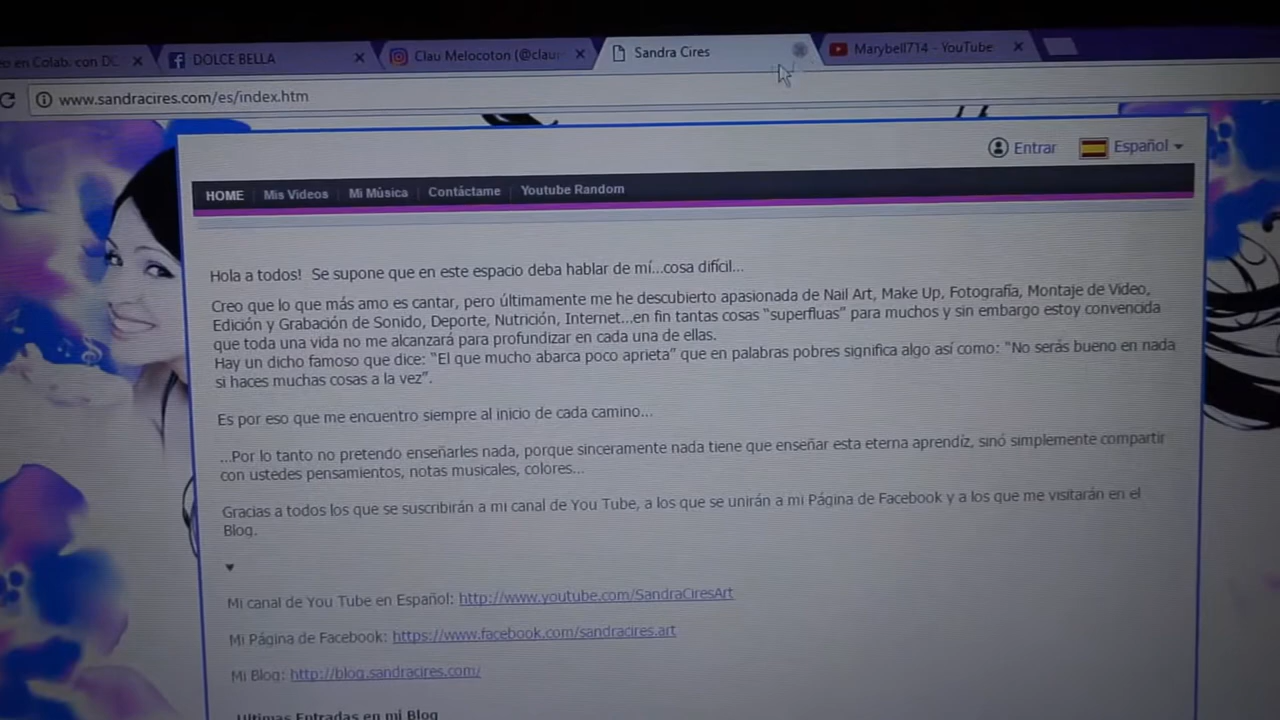 o en Colab: con DC
DOLCE BELLA
Clau Melocoton (@clau
Sandra Cires
Marybell714 - YouTube
www.sandracires.com/es/index.htm
Entrar
Español
HOME Mis Videos Mi Música Contáctame Youtube Random
Hola a todos! Se supone que en este espacio deba hablar de mí...cosa difícil...
Creo que lo que más amo es cantar, pero últimamente me he descubierto apasionada de Nail Art, Make Up, Fotografía, Montaje de Video,
Edición y Grabación de Sonido, Deporte, Nutrición, Internet...en fin tantas cosas “superfluas” para muchos y sin embargo estoy convencida
que toda una vida no me alcanzará para profundizar en cada una de ellas.
Hay un dicho famoso que dice: “El que mucho abarca poco aprieta” que en palabras pobres significa algo así como: “No serás bueno en nada
si haces muchas cosas a la vez”.
Es por eso que me encuentro siempre al inicio de cada camino...
...Por lo tanto no pretendo enseñarles nada, porque sinceramente nada tiene que enseñar esta eterna aprendíz, sinó simplemente compartir
con ustedes pensamientos, notas musicales, colores...
Gracias a todos los que se suscribirán a mi canal de You Tube, a los que se unirán a mi Página de Facebook y a los que me visitarán en el
Blog.
♥
Mi canal de You Tube en Español: http://www.youtube.com/SandraCiresArt
Mi Página de Facebook: https://www.facebook.com/sandracires.art
Mi Blog: http://blog.sandracires.com/
Ultimas Entradas en mi Blog